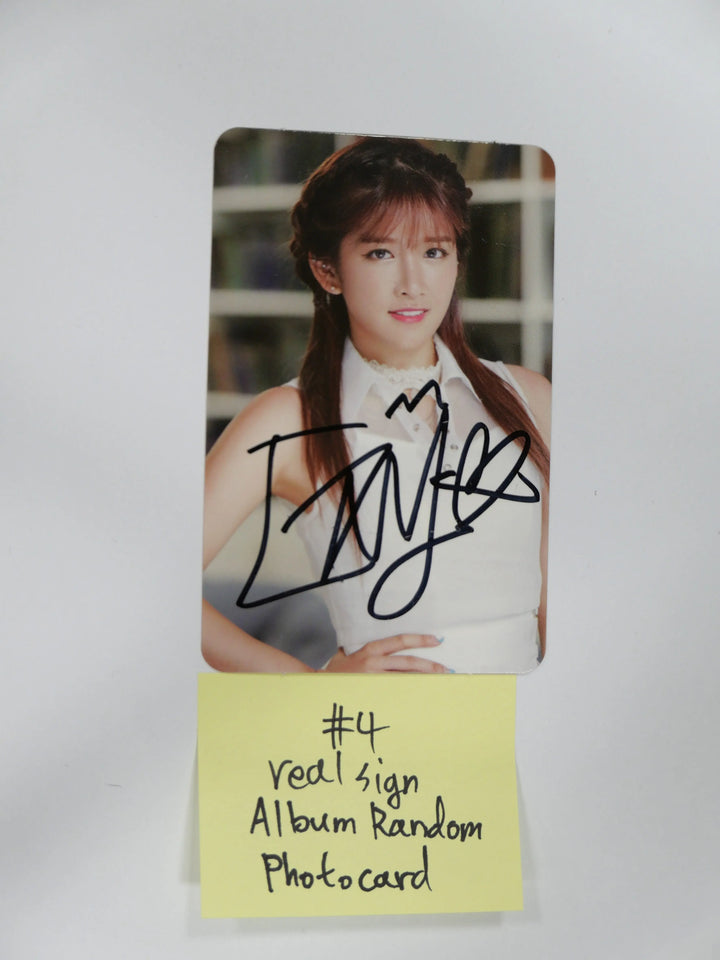 #4
real sign
Album Random
Photocard